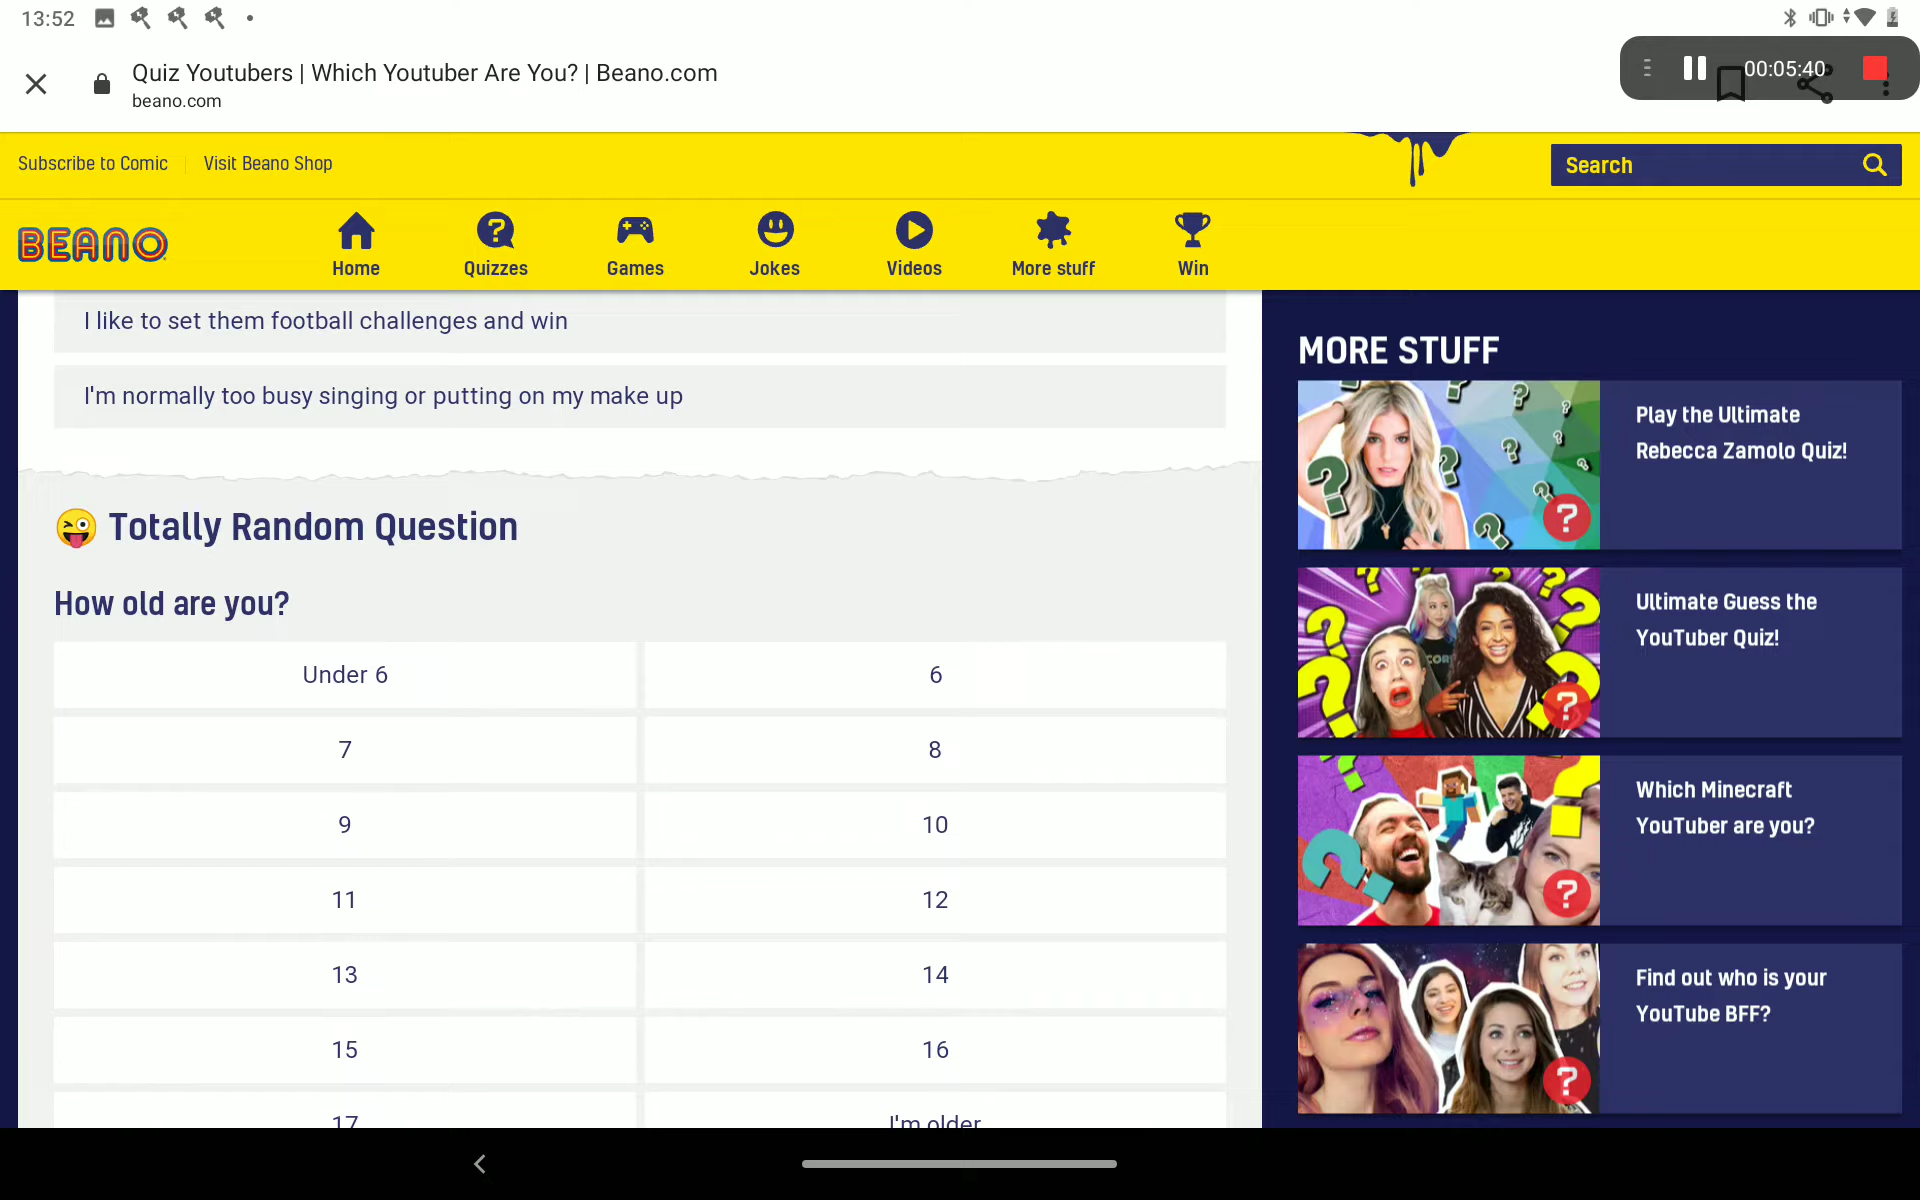 13:52
Quiz Youtubers | Which Youtuber Are You? | Beano.com
beano.com
00:05:40
Subscribe to Comic
Visit Beano Shop
Search
BEANO
Home
Quizzes
Games
Jokes
Videos
More stuff
Win
I like to set them football challenges and win
I'm normally too busy singing or putting on my make up
Totally Random Question
How old are you?
Under 6
6
7
8
9
10
11
12
13
14
15
16
17
I'm older
MORE STUFF
Play the Ultimate
Rebecca Zamolo Quiz!
Ultimate Guess the
YouTuber Quiz!
Which Minecraft
YouTuber are you?
Find out who is your
YouTube BFF?